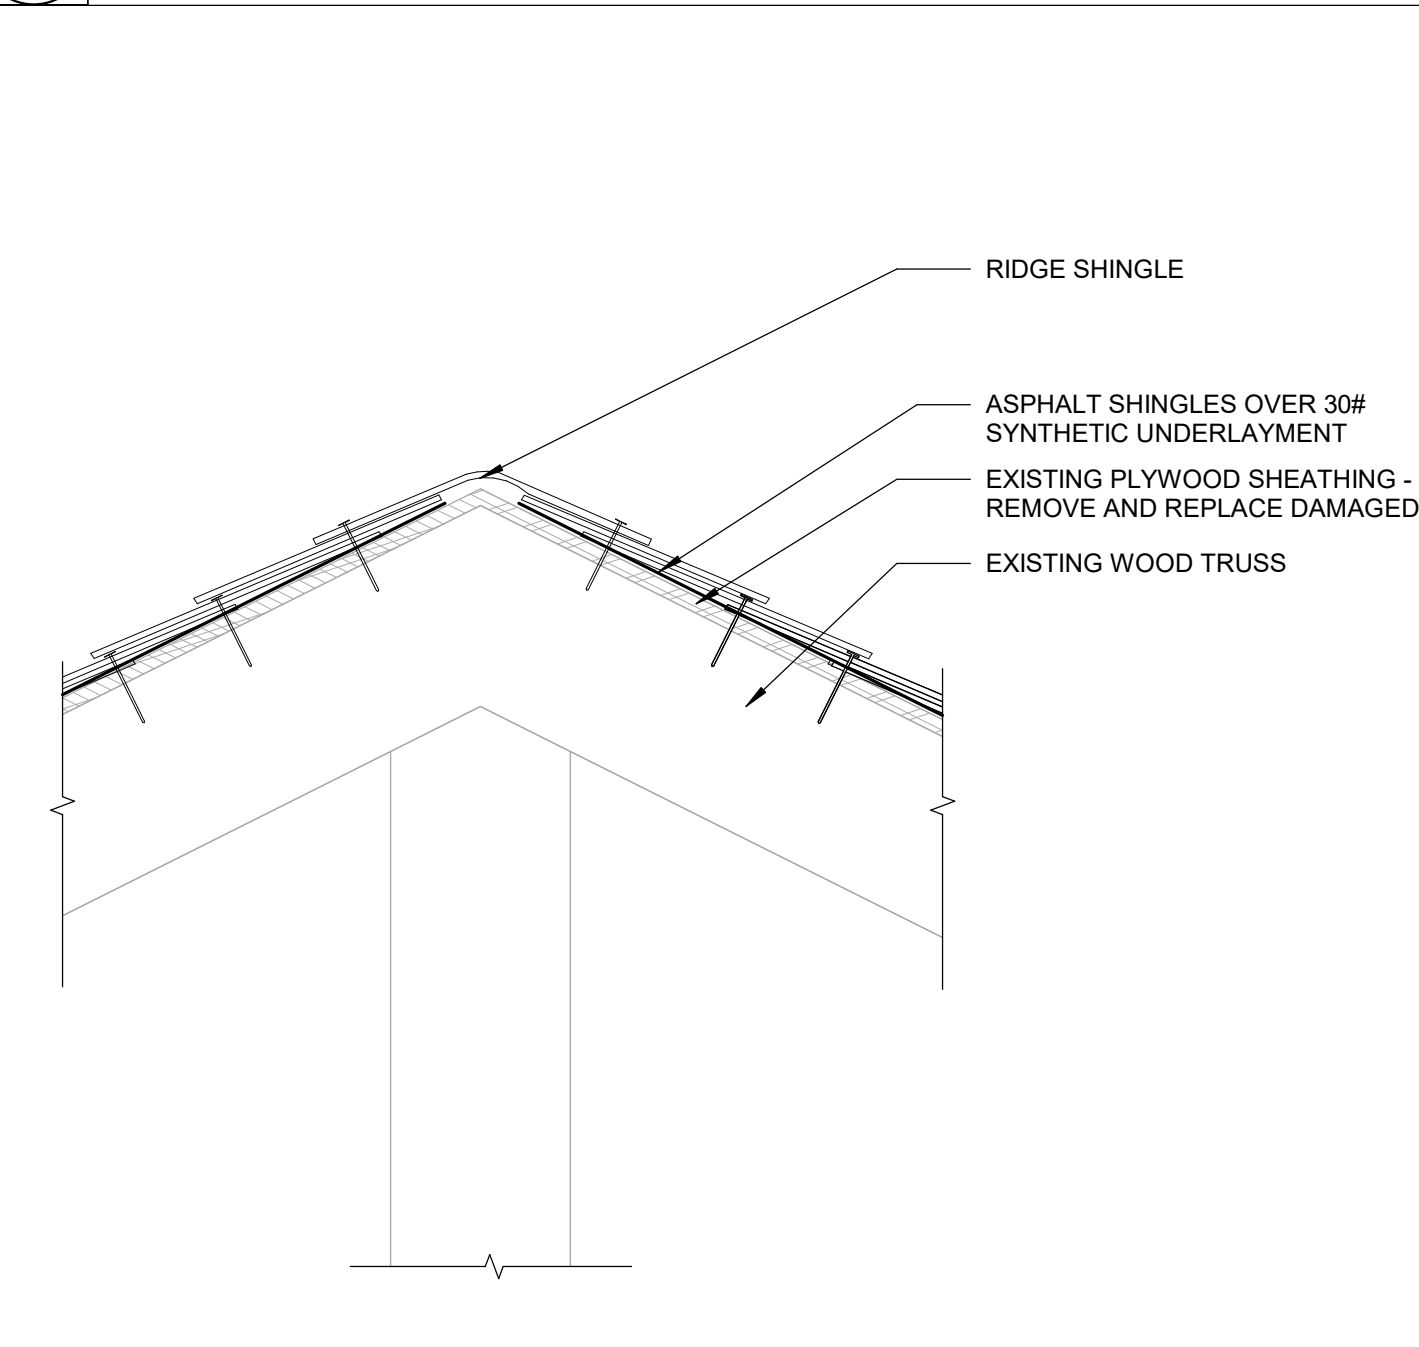 RIDGE SHINGLE
ASPHALT SHINGLES OVER 30#
SYNTHETIC UNDERLAYMENT
EXISTING PLYWOOD SHEATHING -
REMOVE AND REPLACE DAMAGED
EXISTING WOOD TRUSS